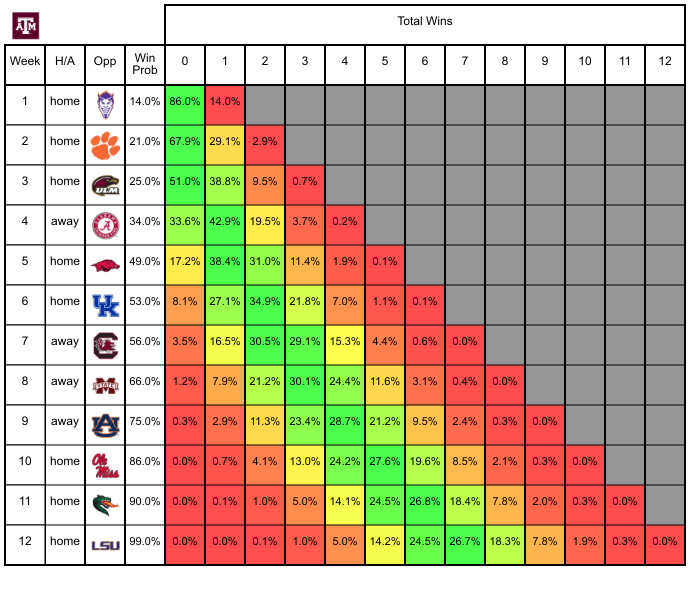 ATM
Total Wins
Week H/A Opp Win Prob 0 1 2 3 4 5 6 7 8 9 10 11 12
1 home 14.0% 86.0% 14.0%
2 home 21.0% 67.9% 29.1% 2.9%
3 home ULM 25.0% 51.0% 38.8% 9.5% 0.7%
4 away A 34.0% 33.6% 42.9% 19.5% 3.7% 0.2%
5 home 49.0% 17.2% 38.4% 31.0% 11.4% 1.9% 0.1%
6 home UK 53.0% 8.1% 27.1% 34.9% 21.8% 7.0% 1.1% 0.1%
7 away C 56.0% 3.5% 16.5% 30.5% 29.1% 15.3% 4.4% 0.6% 0.0%
8 away M STATE 66.0% 1.2% 7.9% 21.2% 30.1% 24.4% 11.6% 3.1% 0.4% 0.0%
9 away AU 75.0% 0.3% 2.9% 11.3% 23.4% 28.7% 21.2% 9.5% 2.4% 0.3% 0.0%
10 home Ole Miss 86.0% 0.0% 0.7% 4.1% 13.0% 24.2% 27.6% 19.6% 8.5% 2.1% 0.3% 0.0%
11 home 90.0% 0.0% 0.1% 1.0% 5.0% 14.1% 24.5% 26.8% 18.4% 7.8% 2.0% 0.3% 0.0%
12 home LSU 99.0% 0.0% 0.0% 0.1% 1.0% 5.0% 14.2% 24.5% 26.7% 18.3% 7.8% 1.9% 0.3% 0.0%